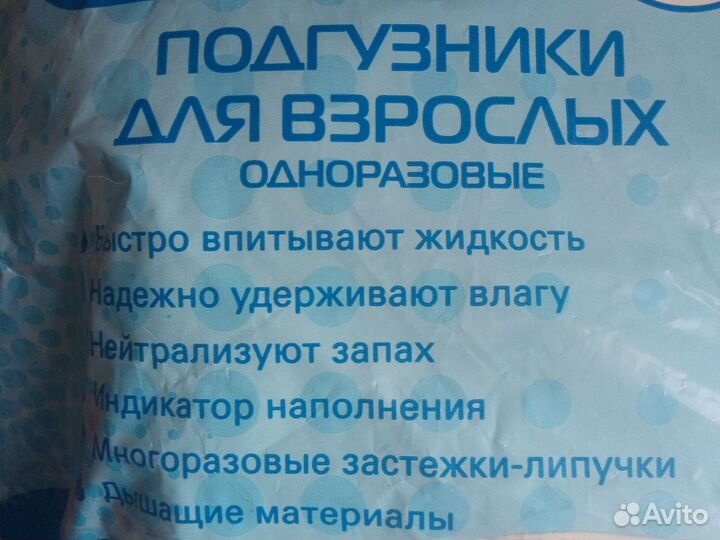 ПОДГУЗНИКИ
ДЛЯ ВЗРОСЛЫХ
ОДНОРАЗОВЫЕ
Быстро впитывают жидкость
Надежно удерживают влагу
Нейтрализуют запах
Индикатор наполнения
Многоразовые застежки-липучки
Дышащие материалы
Avito